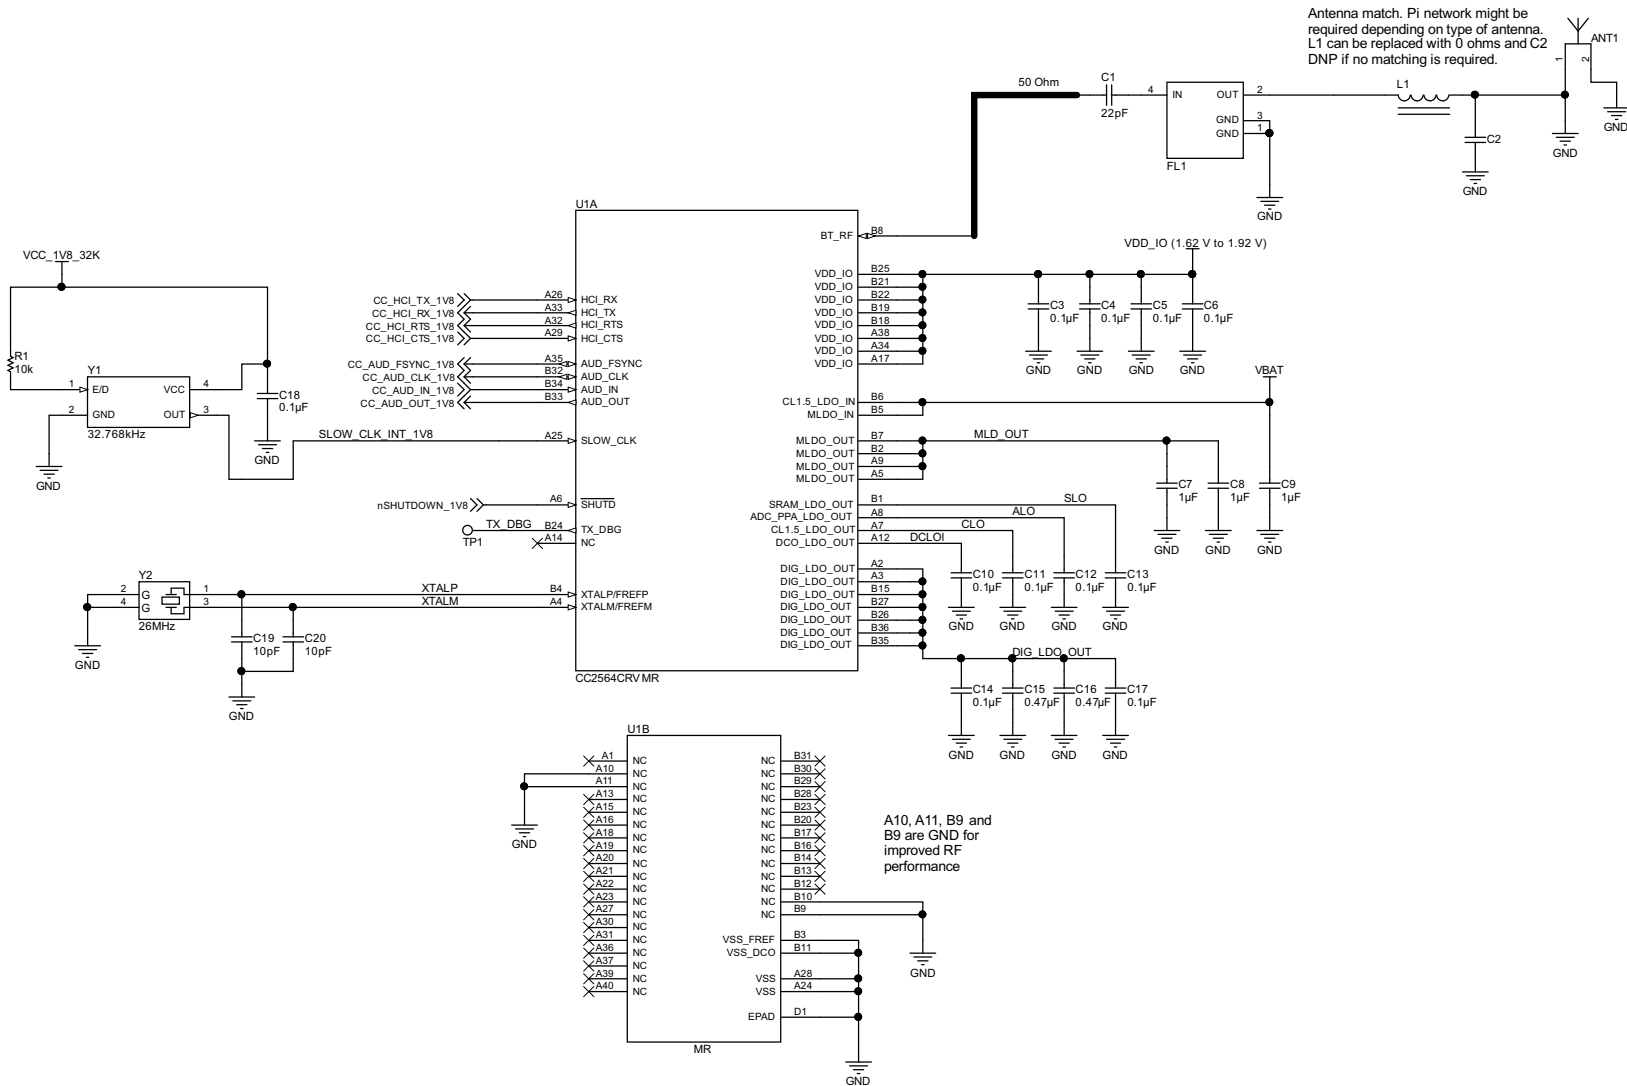 Antenna match. Pi network might be
required depending on type of antenna.
L1 can be replaced with 0 ohms and C2
DNP if no matching is required.
ANT1
1
2
GND
GND
50 Ohm
C1
22pF
4
IN
OUT
2
GND
3
GND
1
FL1
GND
L1
C2
GND
U1A
BT_RF
B8
VDD_IO (1.62 V to 1.92 V)
VDD_IO B25
VDD_IO B21
VDD_IO B22
VDD_IO B19
VDD_IO B18
VDD_IO A38
VDD_IO A34
VDD_IO A17
C3
0.1µF
C4
0.1µF
C5
0.1µF
C6
0.1µF
GND GND GND GND
VCC_1V8_32K
R1
10k
Y1
1 E/D VCC 4
2 GND OUT 3
32.768kHz
C18
0.1µF
GND
GND
CC_HCI_TX_1V8 A26 HCI_RX
CC_HCI_RX_1V8 A33 HCI_TX
CC_HCI_RTS_1V8 A32 HCI_RTS
CC_HCI_CTS_1V8 A29 HCI_CTS
CC_AUD_FSYNC_1V8 A35 AUD_FSYNC
CC_AUD_CLK_1V8 B32 AUD_CLK
CC_AUD_IN_1V8 B34 AUD_IN
CC_AUD_OUT_1V8 B33 AUD_OUT
SLOW_CLK_INT_1V8 A25 SLOW_CLK
nSHUTDOWN_1V8 A6 SHUTD
TX_DBG B24 TX_DBG
TP1
A14 NC
Y2
2 G 1
4 G 3
26MHz
XTALP B4 XTALP/FREFP
XTALM A4 XTALM/FREFM
GND
C19
10pF
C20
10pF
GND
VBAT
CL1.5_LDO_IN B6
MLDO_IN B5
MLDO_OUT B7 MLD_OUT
MLDO_OUT B2
MLDO_OUT A9
MLDO_OUT A5
C7
1µF
C8
1µF
C9
1µF
GND GND GND
SRAM_LDO_OUT B1 SLO
ADC_PPA_LDO_OUT A8 ALO
CL1.5_LDO_OUT A7 CLO
DCO_LDO_OUT A12 DCLOI
C10
0.1µF
C11
0.1µF
C12
0.1µF
C13
0.1µF
GND GND GND GND
DIG_LDO_OUT A2
DIG_LDO_OUT A3
DIG_LDO_OUT B15
DIG_LDO_OUT B27
DIG_LDO_OUT B26
DIG_LDO_OUT B36
DIG_LDO_OUT B35
DIG_LDO_OUT
C14
0.1µF
C15
0.47µF
C16
0.47µF
C17
0.1µF
GND GND GND GND
CC2564CRVMR
U1B
A1 NC NC B31
A10 NC NC B30
A11 NC NC B29
A13 NC NC B28
A15 NC NC B23
A16 NC NC B20
A18 NC NC B17
A19 NC NC B16
A20 NC NC B14
A21 NC NC B13
A22 NC NC B12
A23 NC NC B10
A27 NC NC B9
A30 NC
A31 NC VSS_FREF B3
A36 NC VSS_DCO B11
A37 NC
A39 NC VSS A28
A40 NC VSS A24
EPAD D1
MR
GND
GND
GND
A10, A11, B9 and
B9 are GND for
improved RF
performance